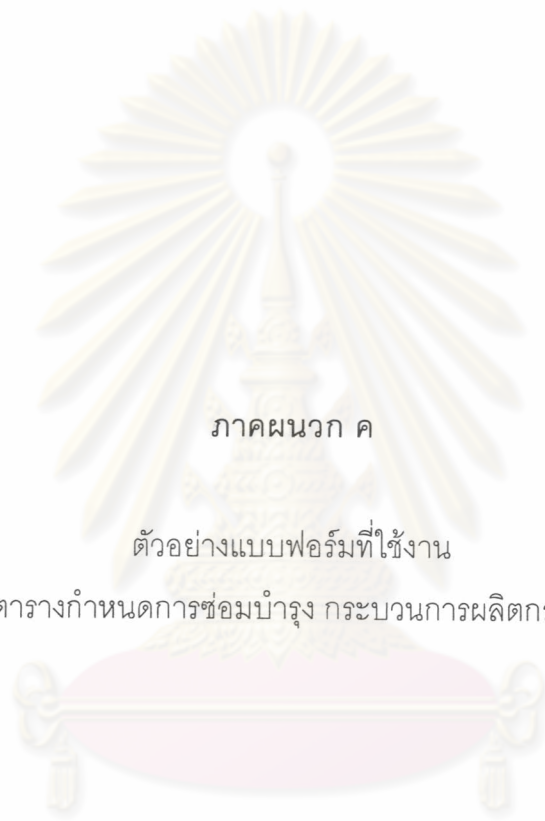 ภาคผนวก ค
ตัวอย่างแบบฟอร์มที่ใช้งาน
ตารางกำหนดการซ่อมบำรุง กระบวนการผลิตกร